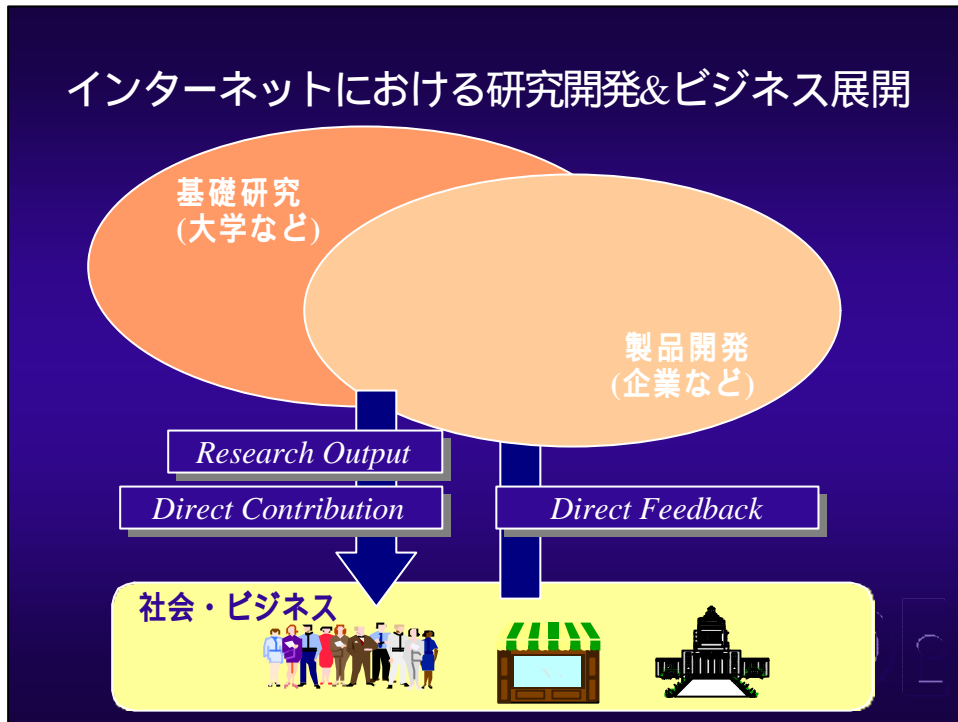 インターネットにおける研究開発&ビジネス展開
基礎研究
(大学など)
製品開発
(企業など)
Research Output
Direct Contribution
Direct Feedback
社会・ビジネス